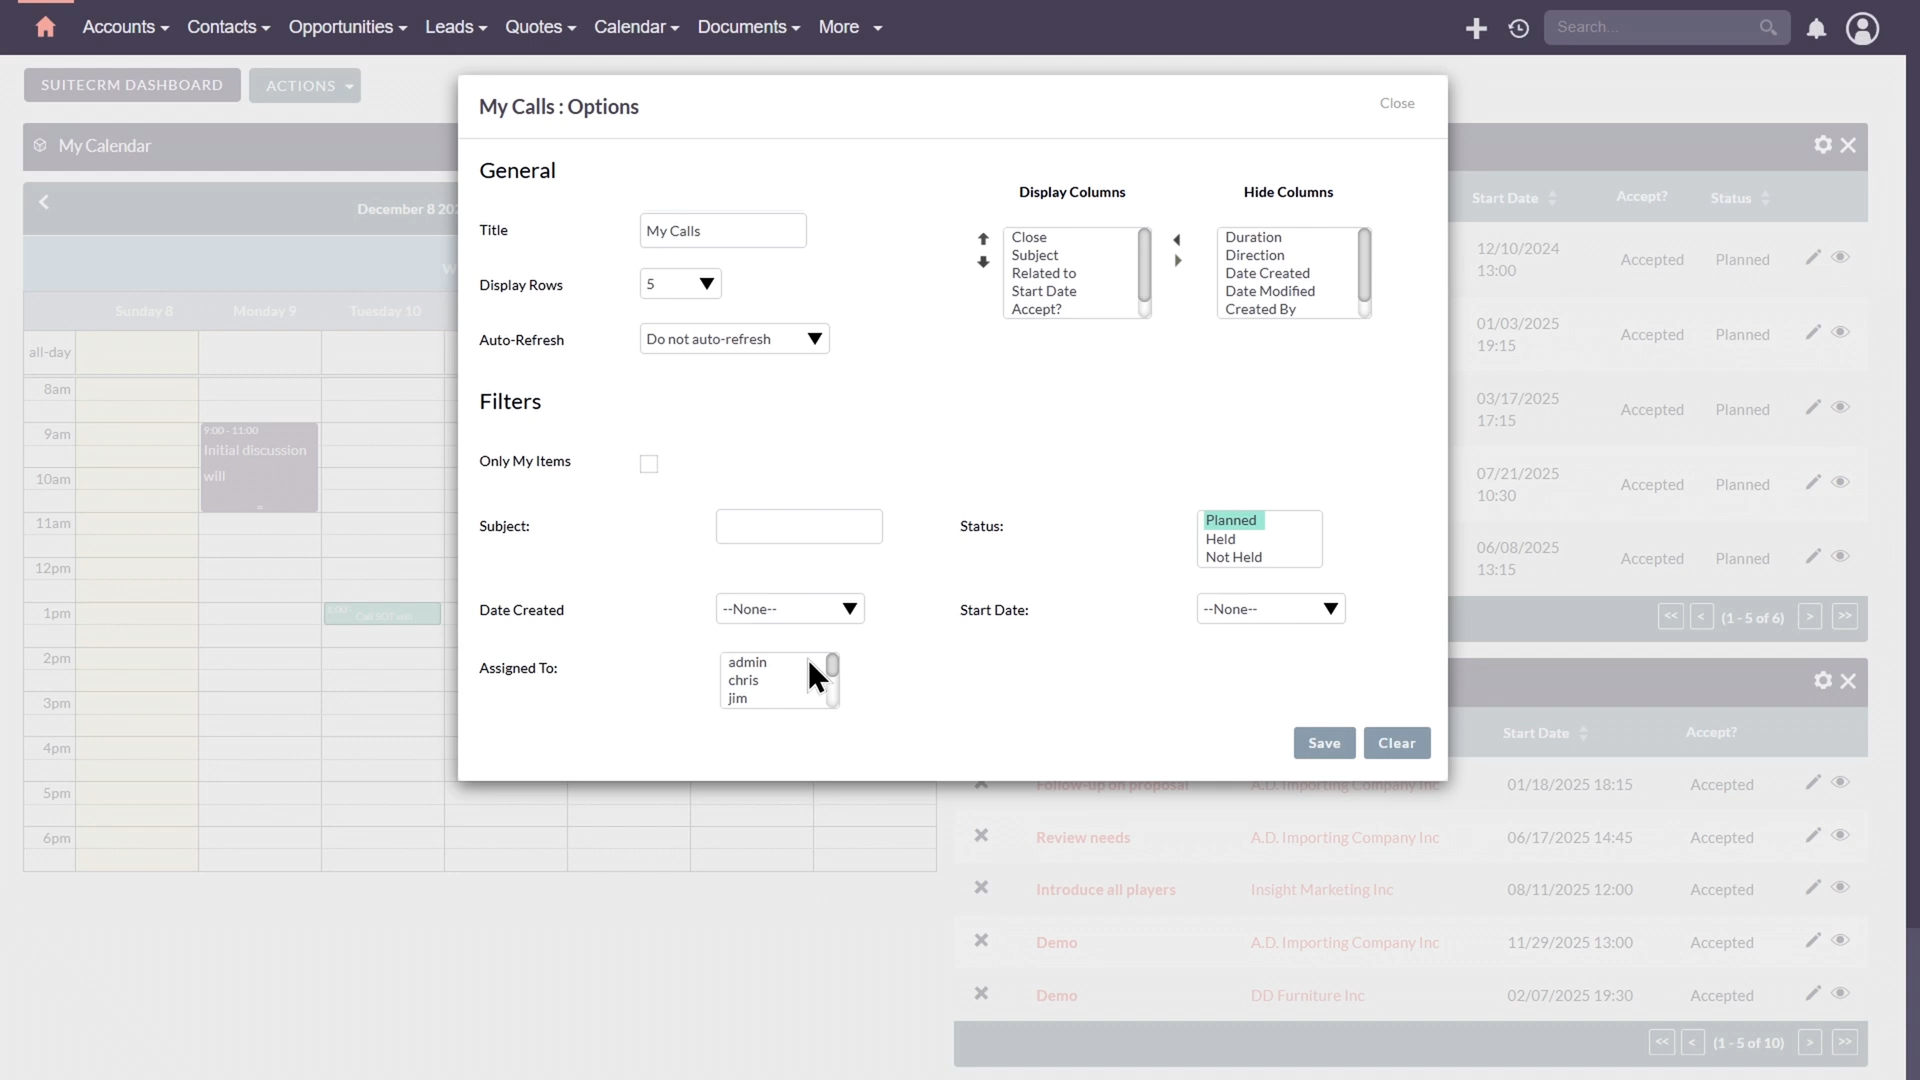 Accounts Contacts Opportunities Leads Quotes Calendar Documents More Search...
SUITECRM DASHBOARD ACTIONS
My Calendar
December 8 202
Sunday 8 Monday 9 Tuesday 10
all-day
8am
9am
10am
11am
12pm
1pm
2pm
3pm
4pm
5pm
6pm
9:00 - 11:00
Initial discussion
will
My Calls : Options Close
General
Title My Calls
Display Rows 5
Auto-Refresh Do not auto-refresh
Display Columns
Close
Subject
Related to
Start Date
Accept?
Hide Columns
Duration
Direction
Date Created
Date Modified
Created By
Filters
Only My Items
Subject:
Status:
Planned
Held
Not Held
Date Created --None-- Start Date: --None--
Assigned To:
admin
chris
jim
Save Clear
Start Date Accept? Status
12/10/2024
13:00 Accepted Planned
01/03/2025
19:15 Accepted Planned
03/17/2025
17:15 Accepted Planned
07/21/2025
10:30 Accepted Planned
06/08/2025
13:15 Accepted Planned
<< < (1 - 5 of 6) > >>
Start Date Accept?
Follow-up on proposal A.D. Importing Company Inc 01/18/2025 18:15 Accepted
Review needs A.D. Importing Company Inc 06/17/2025 14:45 Accepted
Introduce all players Insight Marketing Inc 08/11/2025 12:00 Accepted
Demo A.D. Importing Company Inc 11/29/2025 13:00 Accepted
Demo DD Furniture Inc 02/07/2025 19:30 Accepted
<< < (1 - 5 of 10) > >>